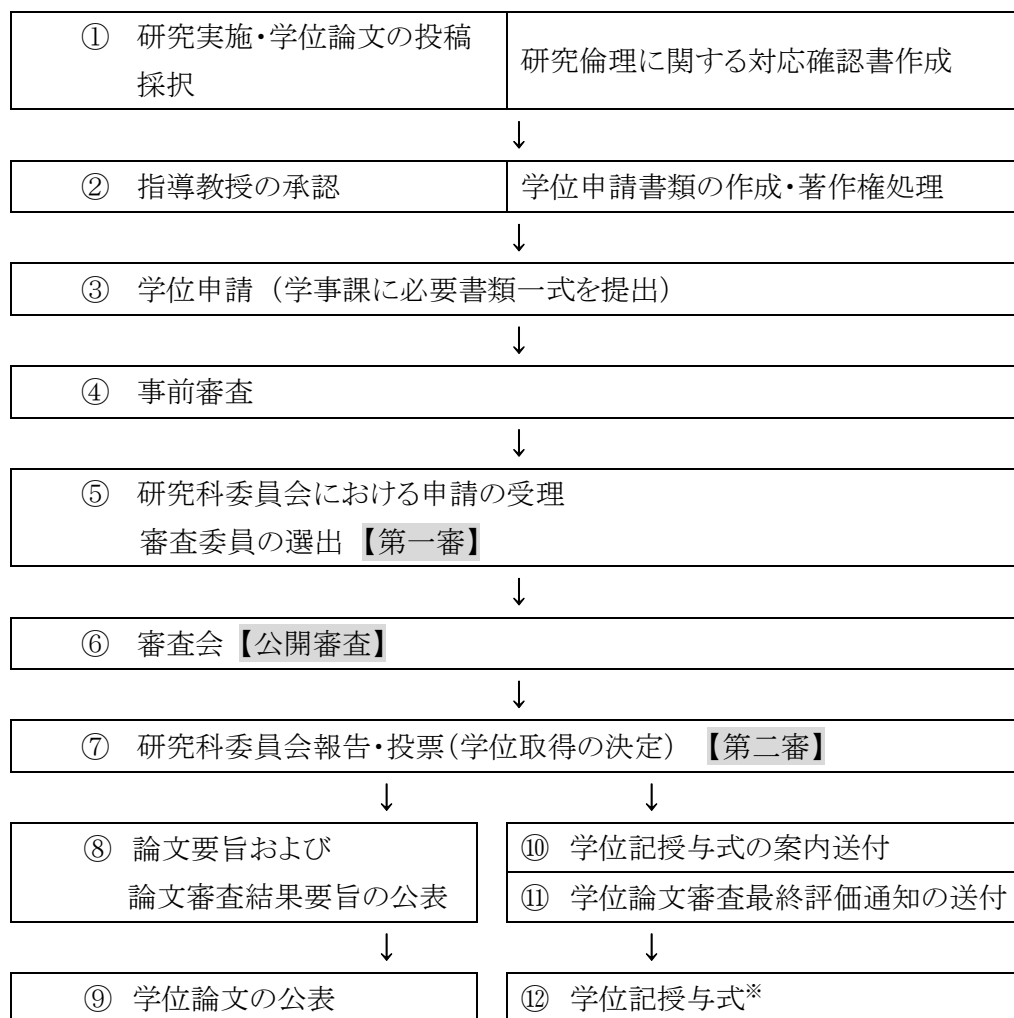 ① 研究実施・学位論文の投稿
採択
研究倫理に関する対応確認書作成
↓
② 指導教授の承認
学位申請書類の作成・著作権処理
↓
③ 学位申請（学事課に必要書類一式を提出）
↓
④ 事前審査
↓
⑤ 研究科委員会における申請の受理
審査委員の選出 【第一審】
↓
⑥ 審査会【公開審査】
↓
⑦ 研究科委員会報告・投票（学位取得の決定） 【第二審】
↓ ↓
⑧ 論文要旨および
論文審査結果要旨の公表
⑩ 学位記授与式の案内送付
⑪ 学位論文審査最終評価通知の送付
↓ ↓
⑨ 学位論文の公表
⑫ 学位記授与式※